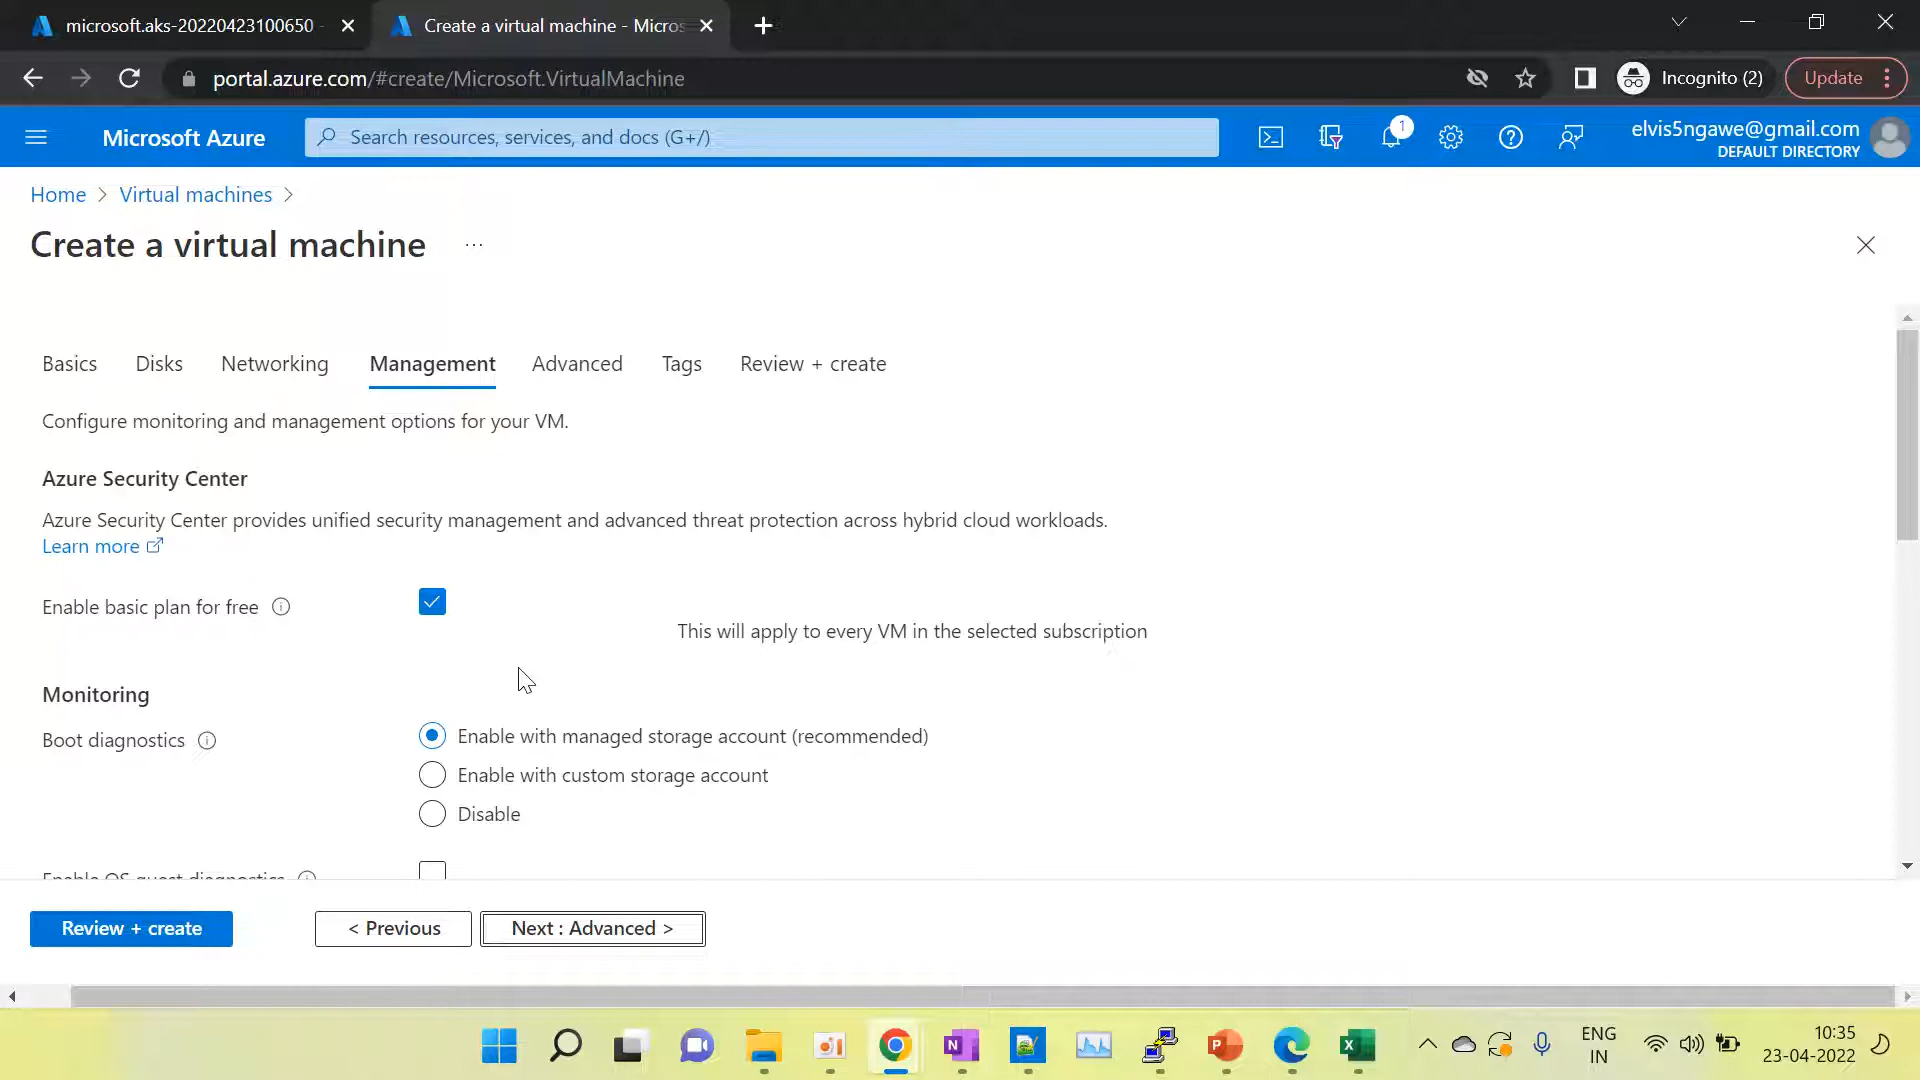 microsoft.aks-20220423100650 -
Create a virtual machine - Micros
portal.azure.com/#create/Microsoft.VirtualMachine
Incognito (2)
Update
Microsoft Azure
Search resources, services, and docs (G+/)
1
elvis5ngawe@gmail.com
DEFAULT DIRECTORY
Home > Virtual machines >
Create a virtual machine ...
Basics Disks Networking Management Advanced Tags Review + create
Configure monitoring and management options for your VM.
Azure Security Center
Azure Security Center provides unified security management and advanced threat protection across hybrid cloud workloads.
Learn more
Enable basic plan for free
This will apply to every VM in the selected subscription
Monitoring
Boot diagnostics
Enable with managed storage account (recommended)
Enable with custom storage account
Disable
Enable OS guest diagnostics
Review + create
< Previous
Next : Advanced >
ENG
IN
10:35
23-04-2022